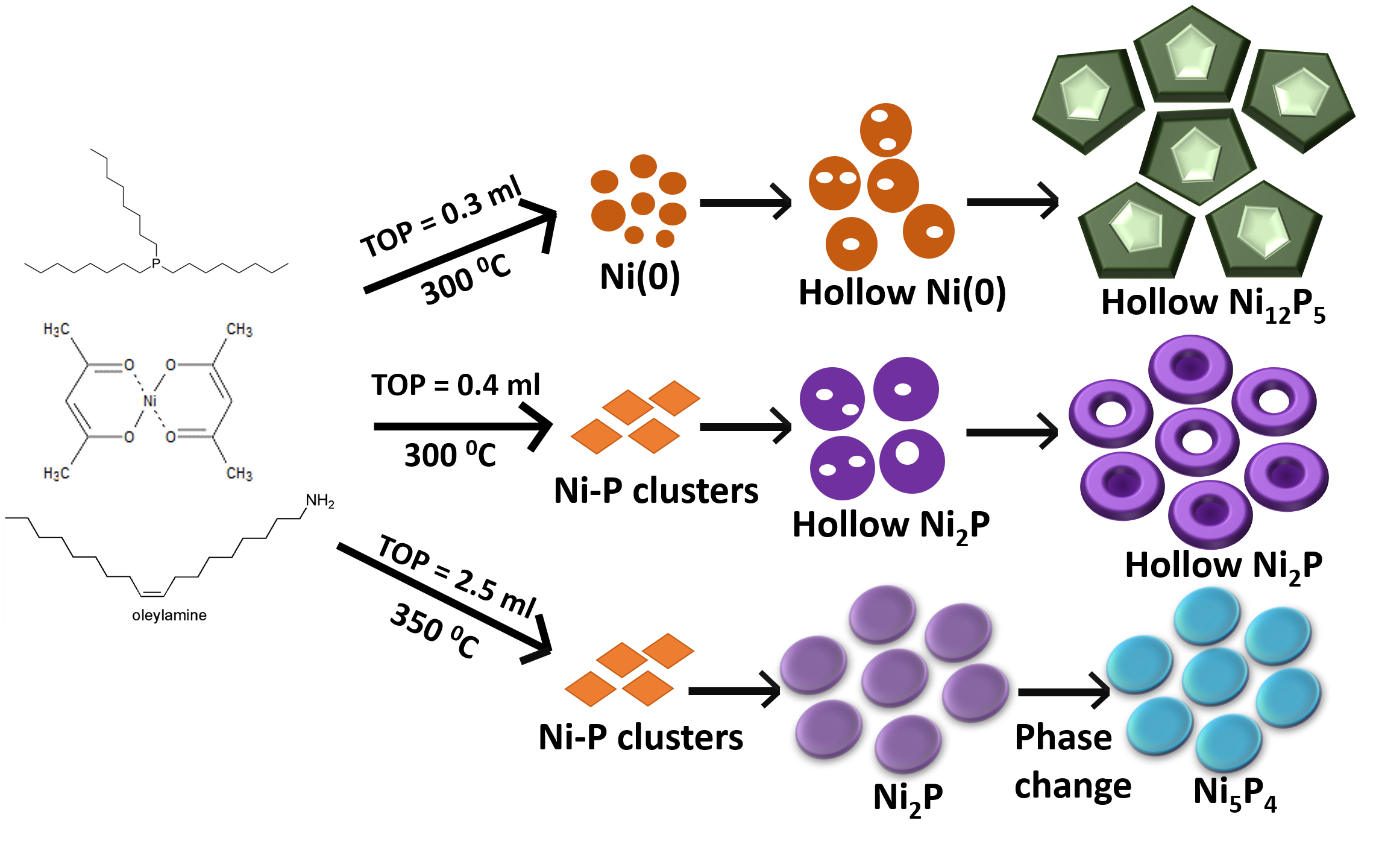 P
H₃C
CH₃
O
O
Ni
O
O
H₃C
CH₃
NH₂
oleylamine
TOP = 0.3 ml
300 ⁰C
Ni(0)
Hollow Ni(0)
Hollow Ni₁₂P₅
TOP = 0.4 ml
300 ⁰C
Ni-P clusters
Hollow Ni₂P
Hollow Ni₂P
TOP = 2.5 ml
350 ⁰C
Ni-P clusters
Ni₂P
Phase
change
Ni₅P₄